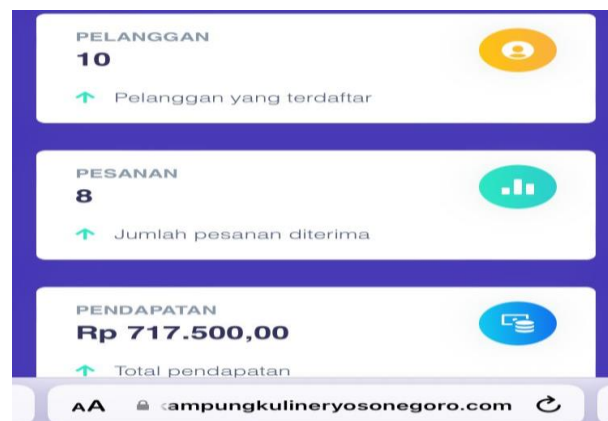 PELANGGAN
10
↑ Pelanggan yang terdaftar
PESANAN
8
↑ Jumlah pesanan diterima
PENDAPATAN
Rp 717.500,00
↑ Total pendapatan
AA ampungkulineryosonegoro.com